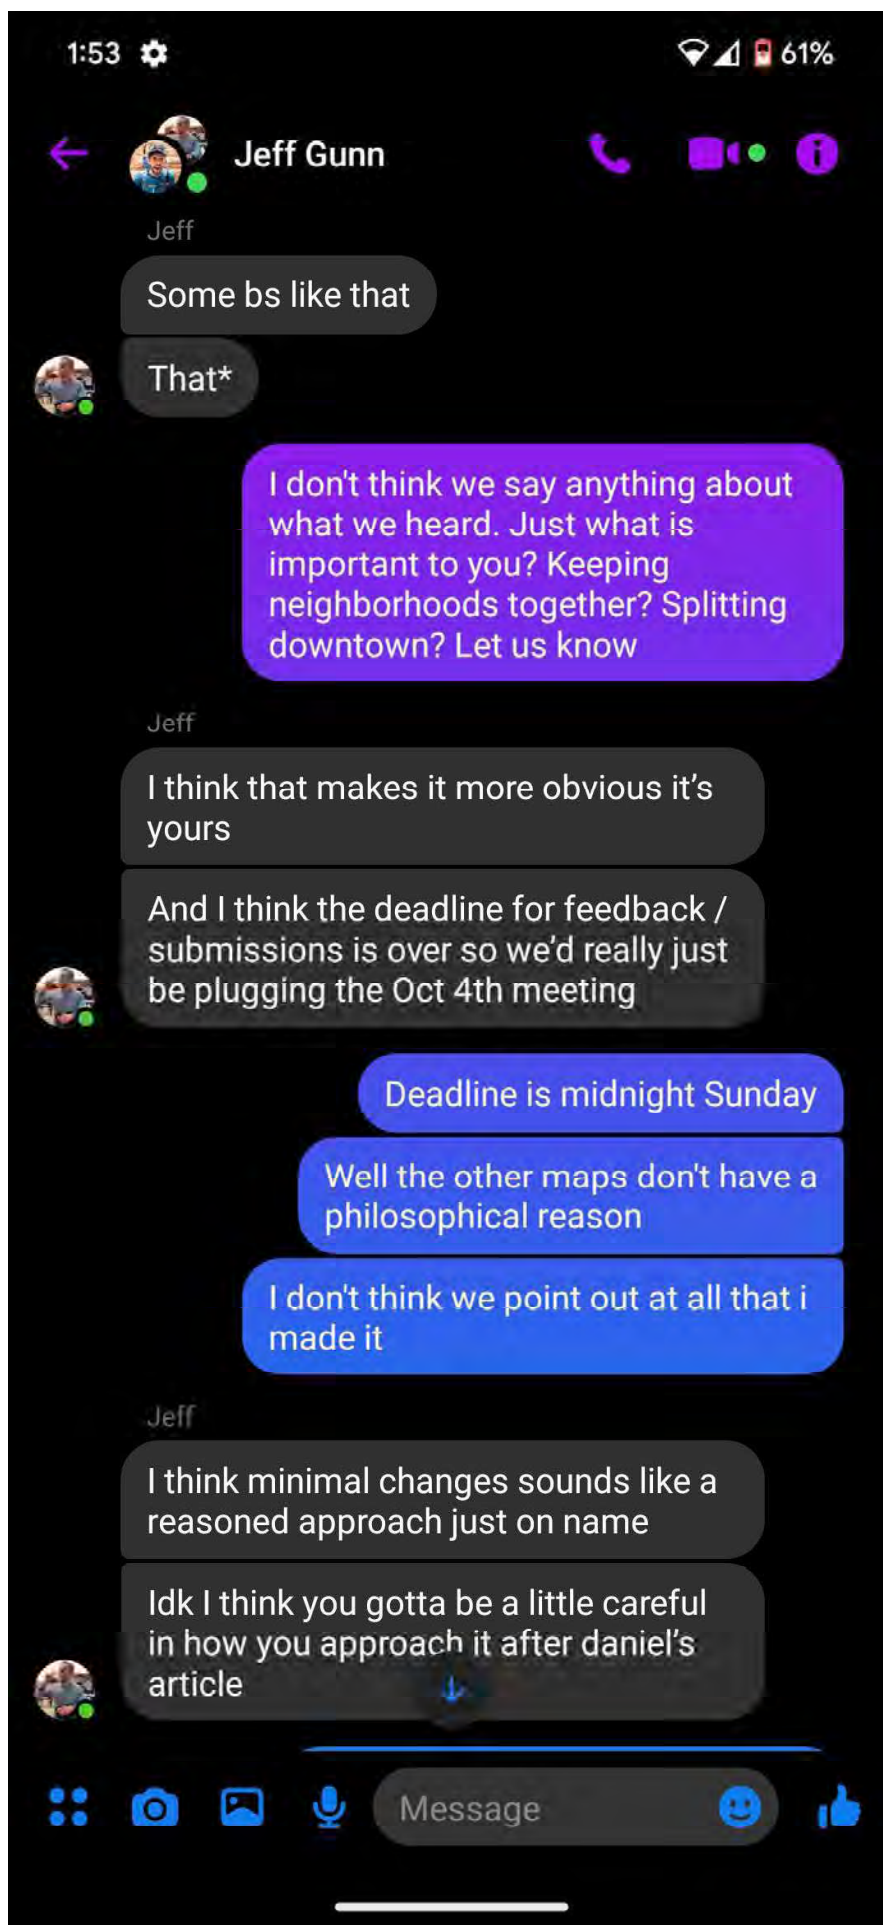 1:53 61%
Jeff Gunn
Jeff
Some bs like that
That*
I don't think we say anything about
what we heard. Just what is
important to you? Keeping
neighborhoods together? Splitting
downtown? Let us know
Jeff
I think that makes it more obvious it’s
yours
And I think the deadline for feedback /
submissions is over so we’d really just
be plugging the Oct 4th meeting
Deadline is midnight Sunday
Well the other maps don't have a
philosophical reason
I don't think we point out at all that i
made it
Jeff
I think minimal changes sounds like a
reasoned approach just on name
Idk I think you gotta be a little careful
in how you approach it after daniel’s
article
Message